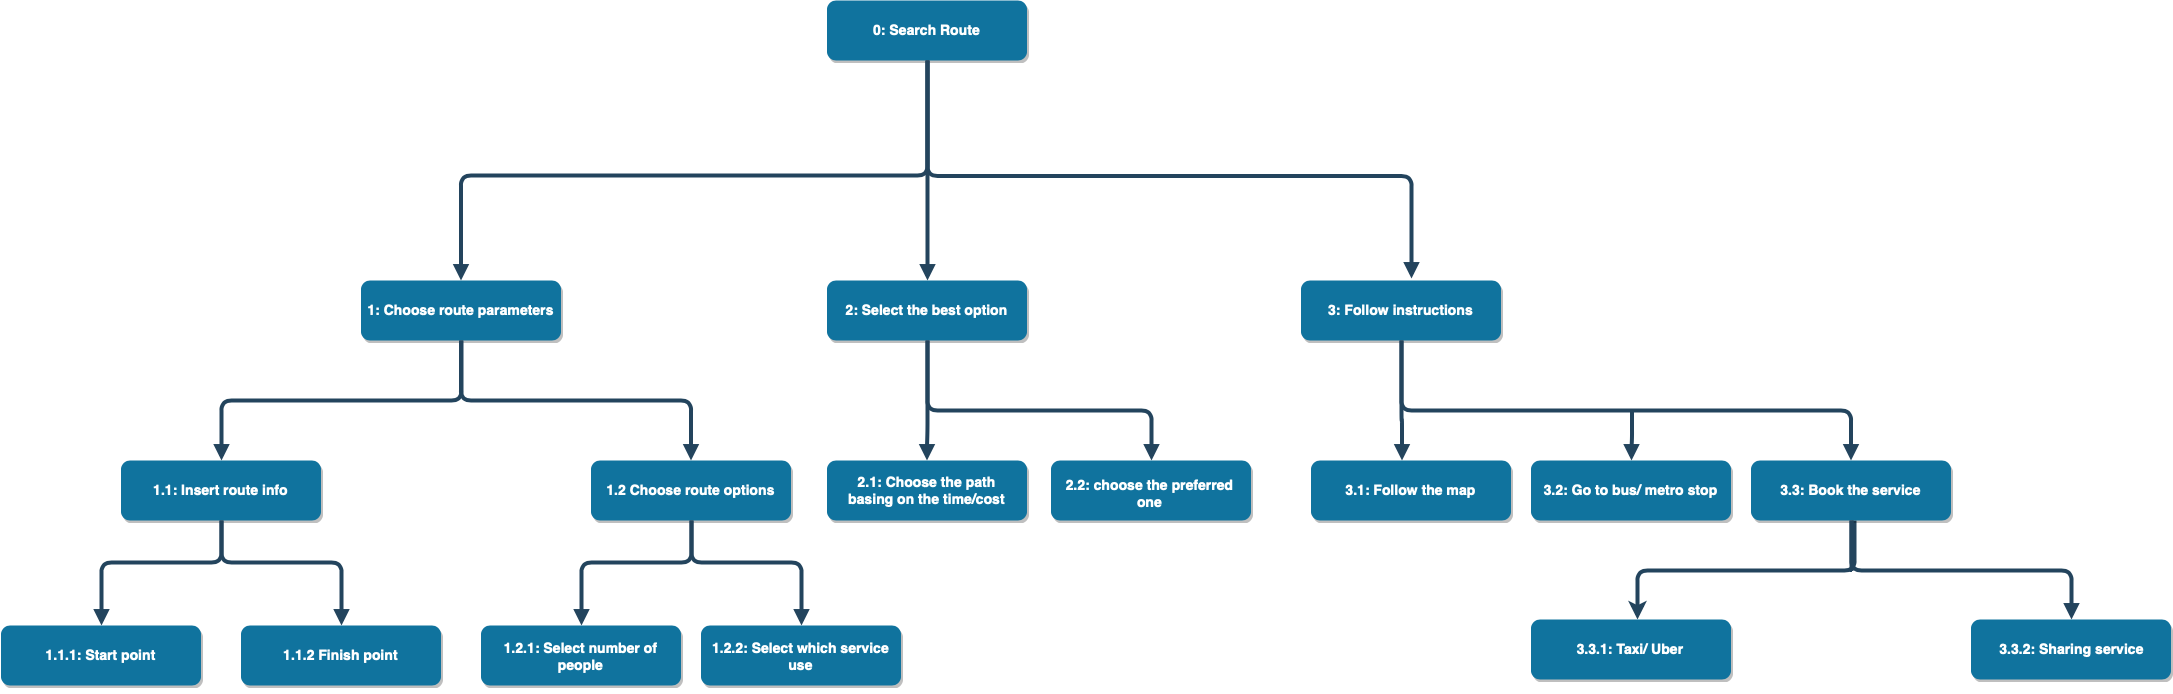 0: Search Route
1: Choose route parameters
2: Select the best option
3: Follow instructions
1.1: Insert route info
1.2 Choose route options
2.1: Choose the path
basing on the time/cost
2.2: choose the preferred
one
3.1: Follow the map
3.2: Go to bus/ metro stop
3.3: Book the service
1.1.1: Start point
1.1.2 Finish point
1.2.1: Select number of
people
1.2.2: Select which service
use
3.3.1: Taxi/ Uber
3.3.2: Sharing service